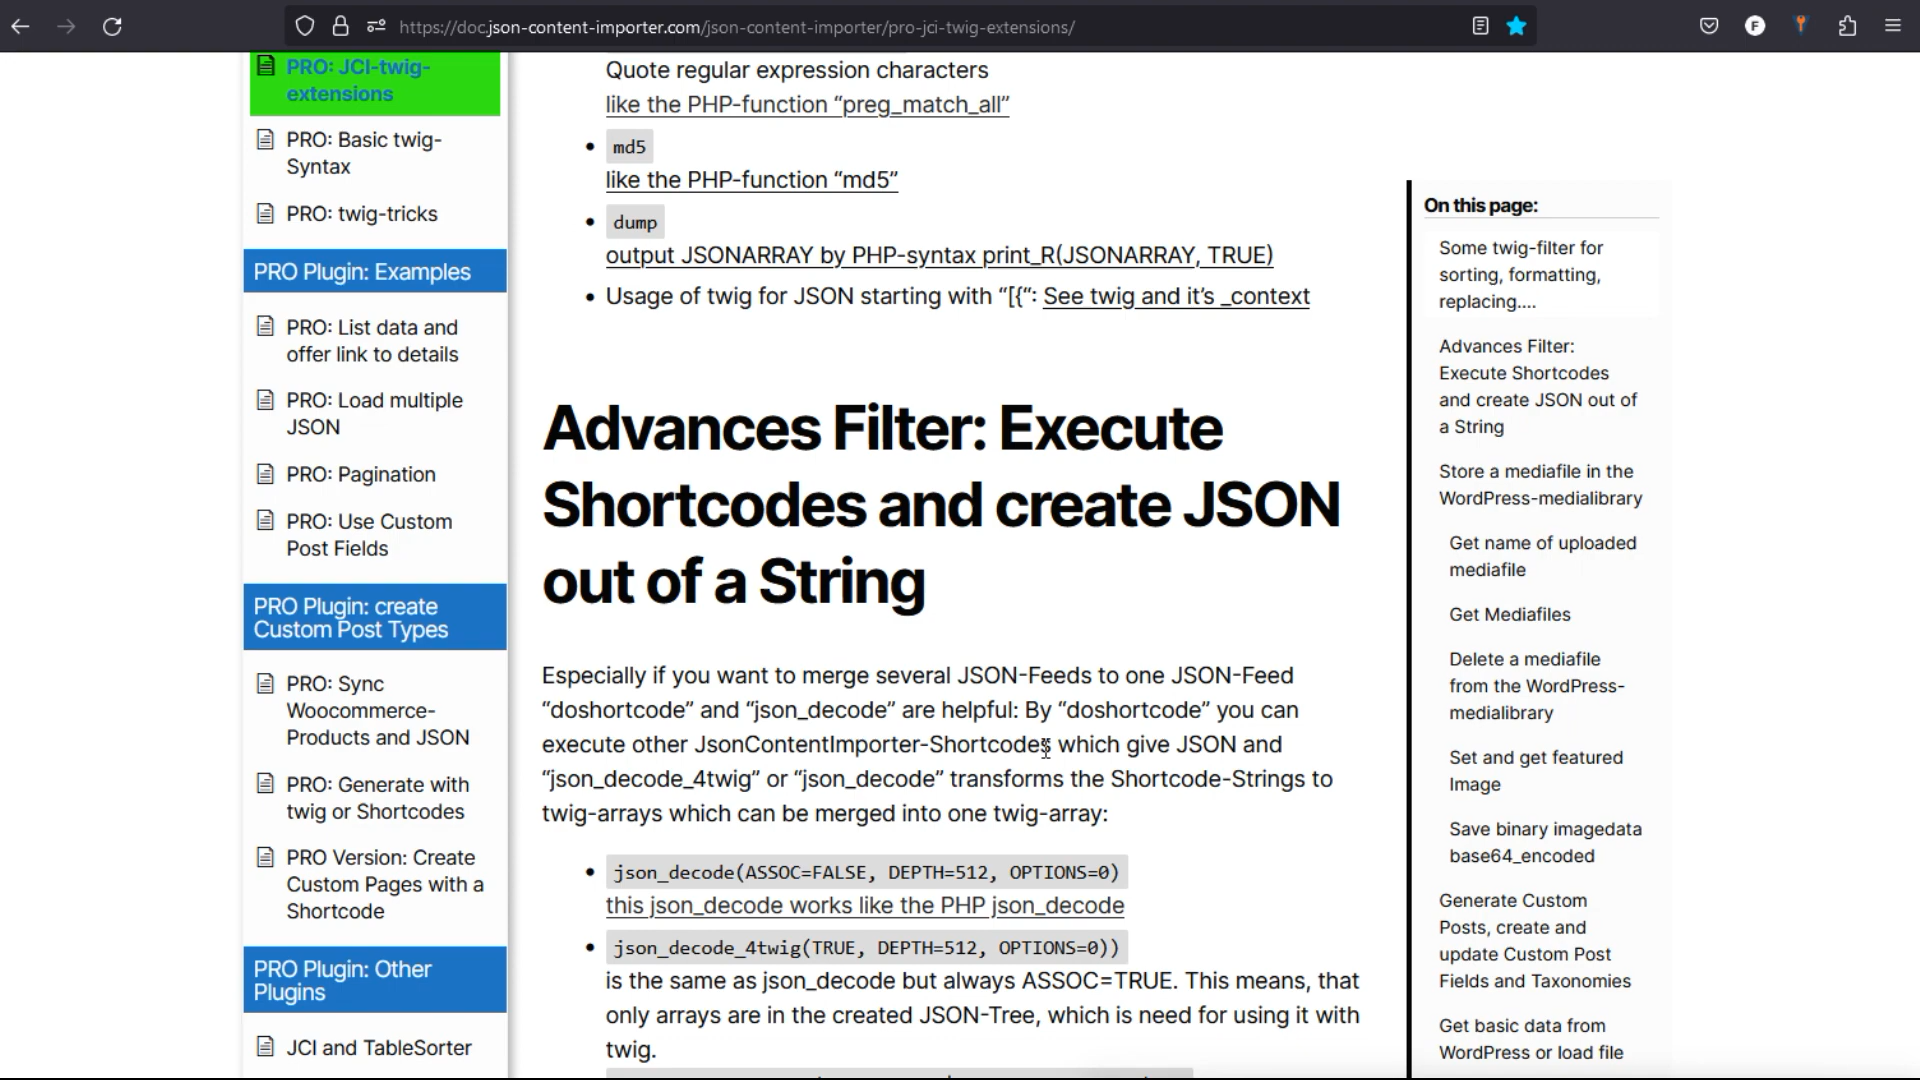 https://doc.json-content-importer.com/json-content-importer/pro-jci-twig-extensions/
F
PRO: JCI-twig-
extensions
PRO: Basic twig-
Syntax
PRO: twig-tricks
PRO Plugin: Examples
PRO: List data and
offer link to details
PRO: Load multiple
JSON
PRO: Pagination
PRO: Use Custom
Post Fields
PRO Plugin: create
Custom Post Types
PRO: Sync
Woocommerce-
Products and JSON
PRO: Generate with
twig or Shortcodes
PRO Version: Create
Custom Pages with a
Shortcode
PRO Plugin: Other
Plugins
JCI and TableSorter
Quote regular expression characters
like the PHP-function “preg_match_all”
md5
like the PHP-function “md5”
dump
output JSONARRAY by PHP-syntax print_R(JSONARRAY, TRUE)
Usage of twig for JSON starting with “[{“: See twig and it’s _context
Advances Filter: Execute
Shortcodes and create JSON
out of a String
Especially if you want to merge several JSON-Feeds to one JSON-Feed
“doshortcode” and “json_decode” are helpful: By “doshortcode” you can
execute other JsonContentImporter-Shortcodes which give JSON and
“json_decode_4twig” or “json_decode” transforms the Shortcode-Strings to
twig-arrays which can be merged into one twig-array:
json_decode(ASSOC=FALSE, DEPTH=512, OPTIONS=0)
this json_decode works like the PHP json_decode
json_decode_4twig(TRUE, DEPTH=512, OPTIONS=0))
is the same as json_decode but always ASSOC=TRUE. This means, that
only arrays are in the created JSON-Tree, which is need for using it with
twig.
On this page:
Some twig-filter for
sorting, formatting,
replacing....
Advances Filter:
Execute Shortcodes
and create JSON out of
a String
Store a mediafile in the
WordPress-medialibrary
Get name of uploaded
mediafile
Get Mediafiles
Delete a mediafile
from the WordPress-
medialibrary
Set and get featured
Image
Save binary imagedata
base64_encoded
Generate Custom
Posts, create and
update Custom Post
Fields and Taxonomies
Get basic data from
WordPress or load file